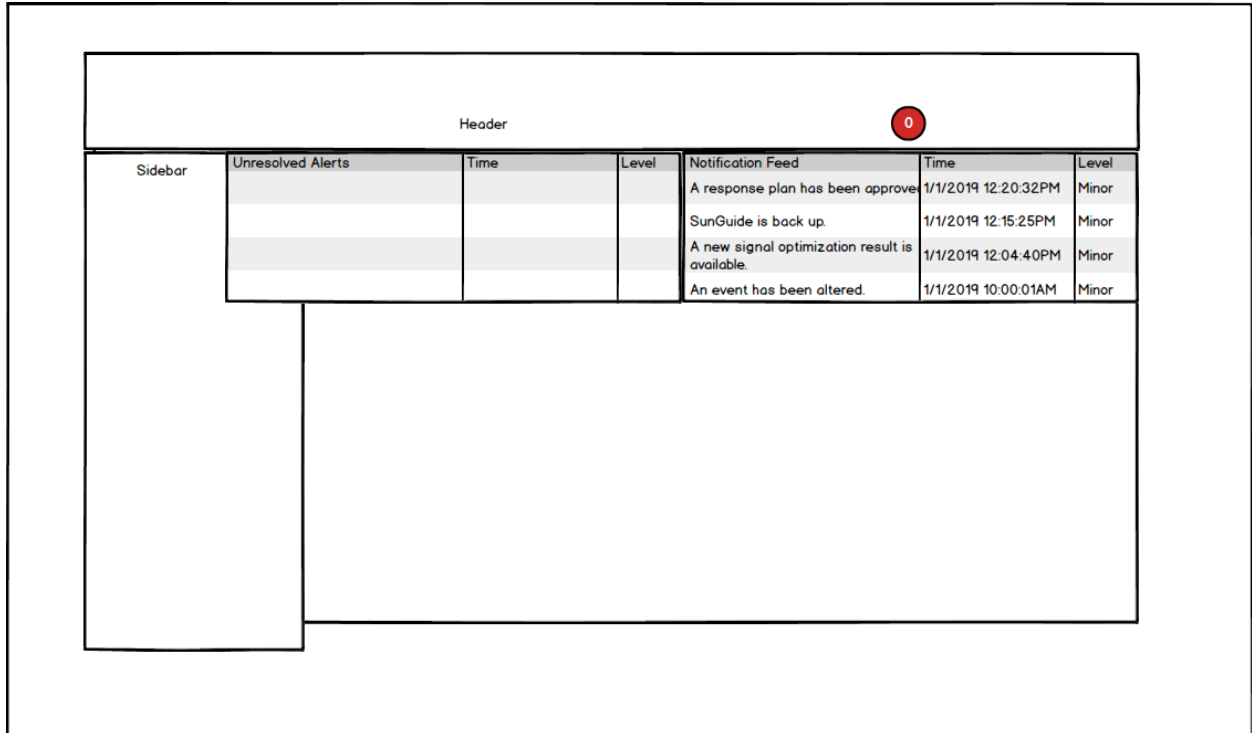 Header
0
Sidebar
Unresolved Alerts Time Level
Notification Feed Time Level
A response plan has been approved 1/1/2019 12:20:32PM Minor
SunGuide is back up. 1/1/2019 12:15:25PM Minor
A new signal optimization result is
available. 1/1/2019 12:04:40PM Minor
An event has been altered. 1/1/2019 10:00:01AM Minor